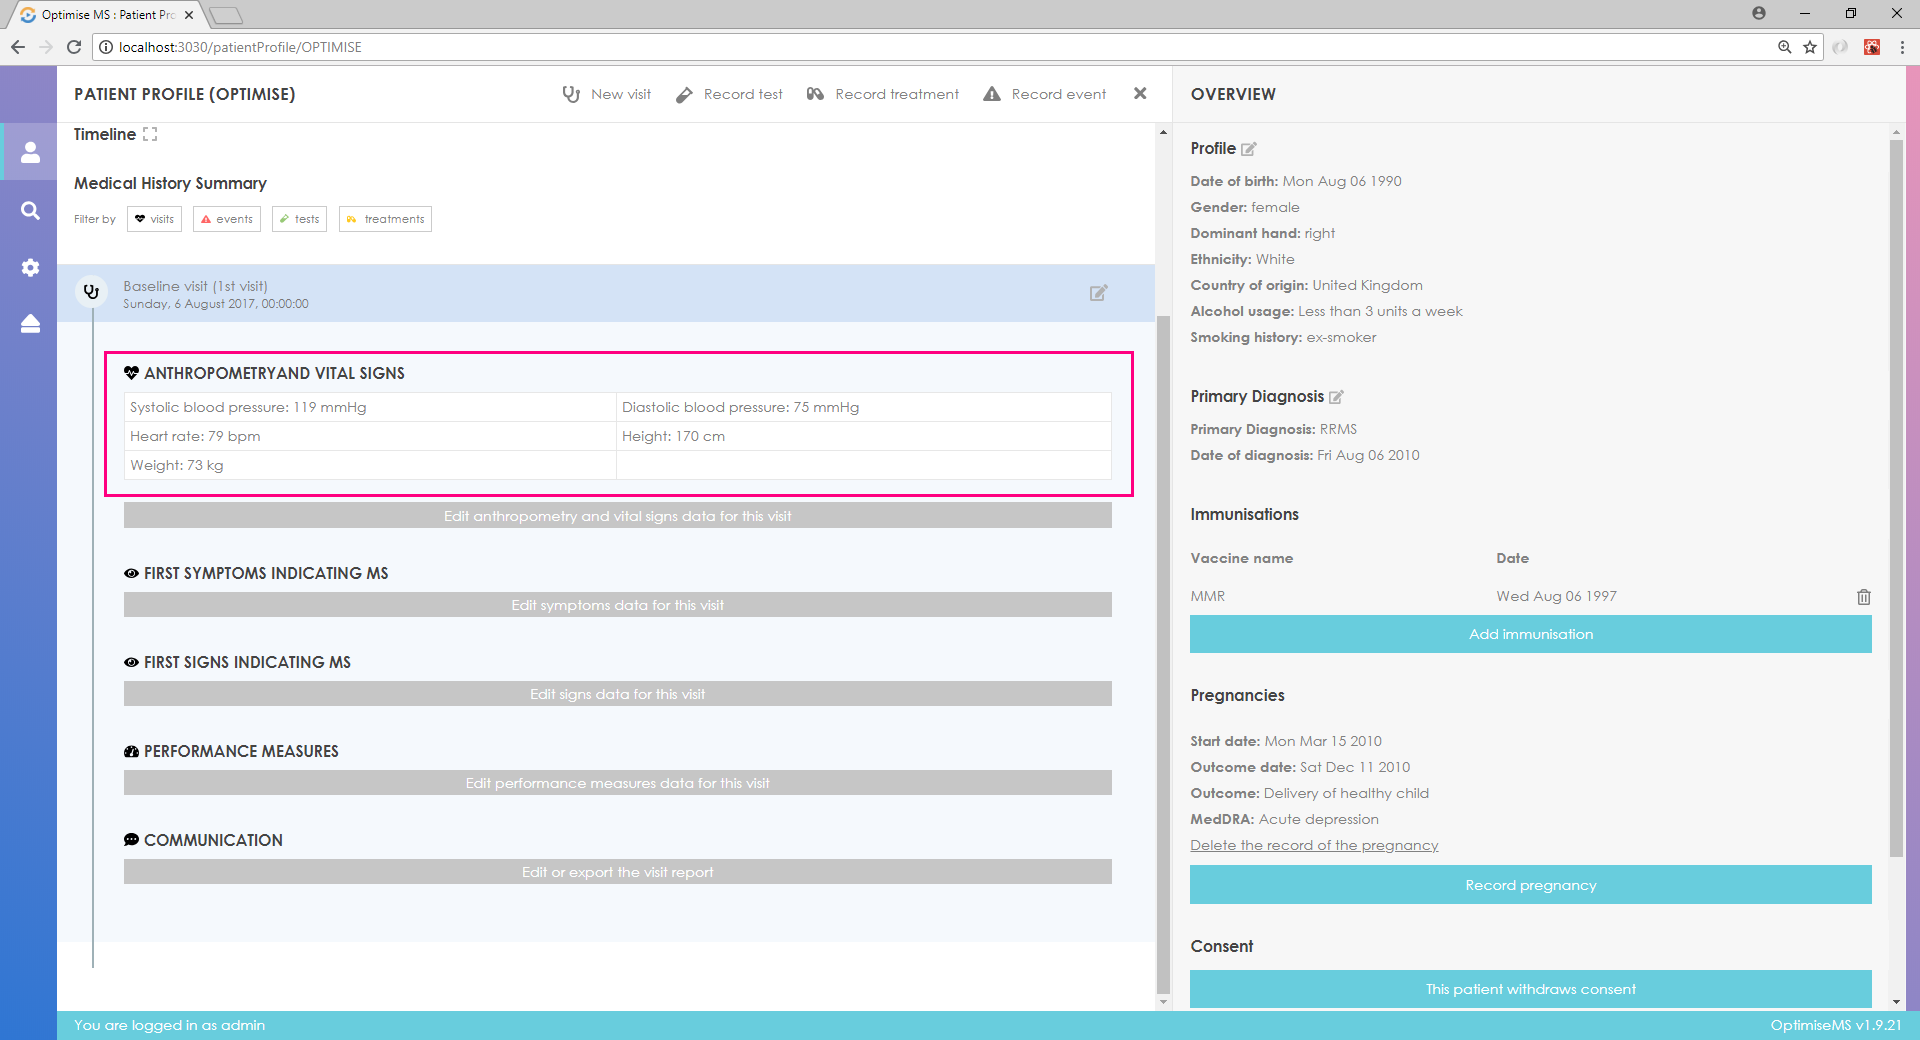 Optimise MS : Patient Pro
localhost:3030/patientProfile/OPTIMISE
PATIENT PROFILE (OPTIMISE)
New visit
Record test
Record treatment
Record event
Timeline
Medical History Summary
Filter by
visits
events
tests
treatments
Baseline visit (1st visit)
Sunday, 6 August 2017, 00:00:00
ANTHROPOMETRYAND VITAL SIGNS
Systolic blood pressure: 119 mmHg
Diastolic blood pressure: 75 mmHg
Heart rate: 79 bpm
Height: 170 cm
Weight: 73 kg
Edit anthropometry and vital signs data for this visit
FIRST SYMPTOMS INDICATING MS
Edit symptoms data for this visit
FIRST SIGNS INDICATING MS
Edit signs data for this visit
PERFORMANCE MEASURES
Edit performance measures data for this visit
COMMUNICATION
Edit or export the visit report
OVERVIEW
Profile
Date of birth: Mon Aug 06 1990
Gender: female
Dominant hand: right
Ethnicity: White
Country of origin: United Kingdom
Alcohol usage: Less than 3 units a week
Smoking history: ex-smoker
Primary Diagnosis
Primary Diagnosis: RRMS
Date of diagnosis: Fri Aug 06 2010
Immunisations
Vaccine name
Date
MMR
Wed Aug 06 1997
Add immunisation
Pregnancies
Start date: Mon Mar 15 2010
Outcome date: Sat Dec 11 2010
Outcome: Delivery of healthy child
MedDRA: Acute depression
Delete the record of the pregnancy
Record pregnancy
Consent
This patient withdraws consent
You are logged in as admin
OptimiseMS v1.9.21